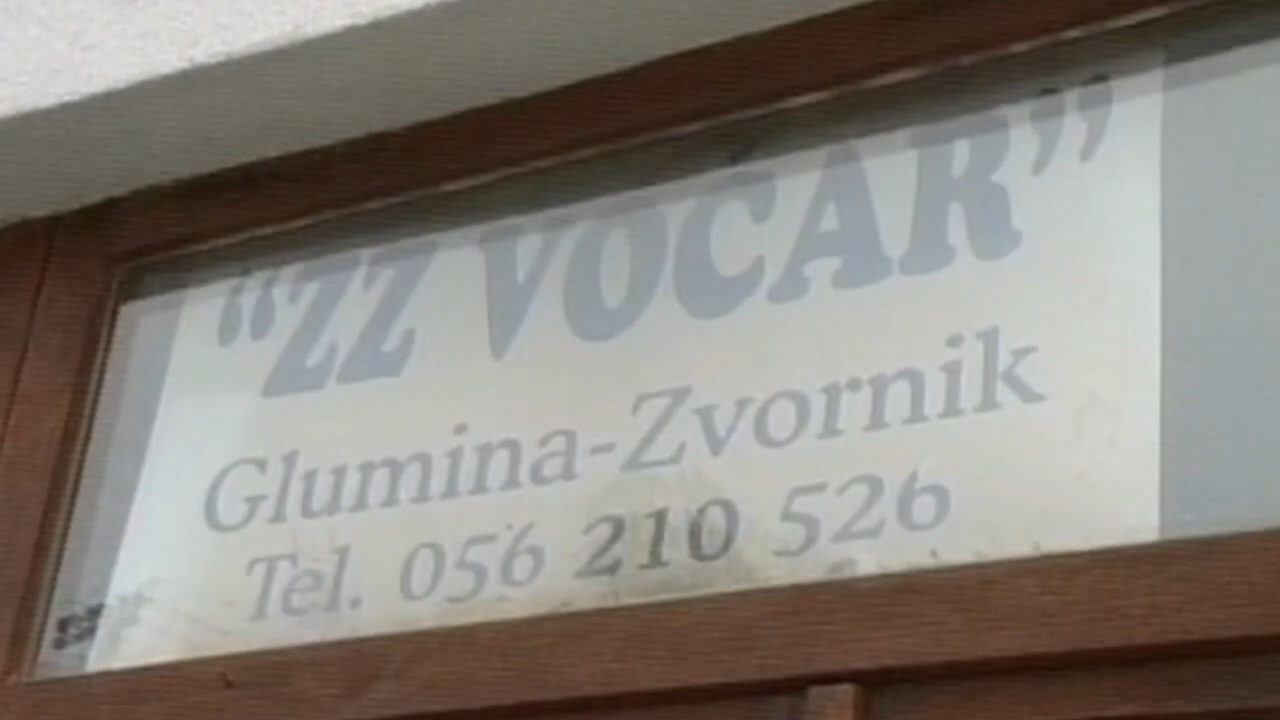 “ZZ VOĆAR”
Glumina-Zvornik
Tel. 056 210 526